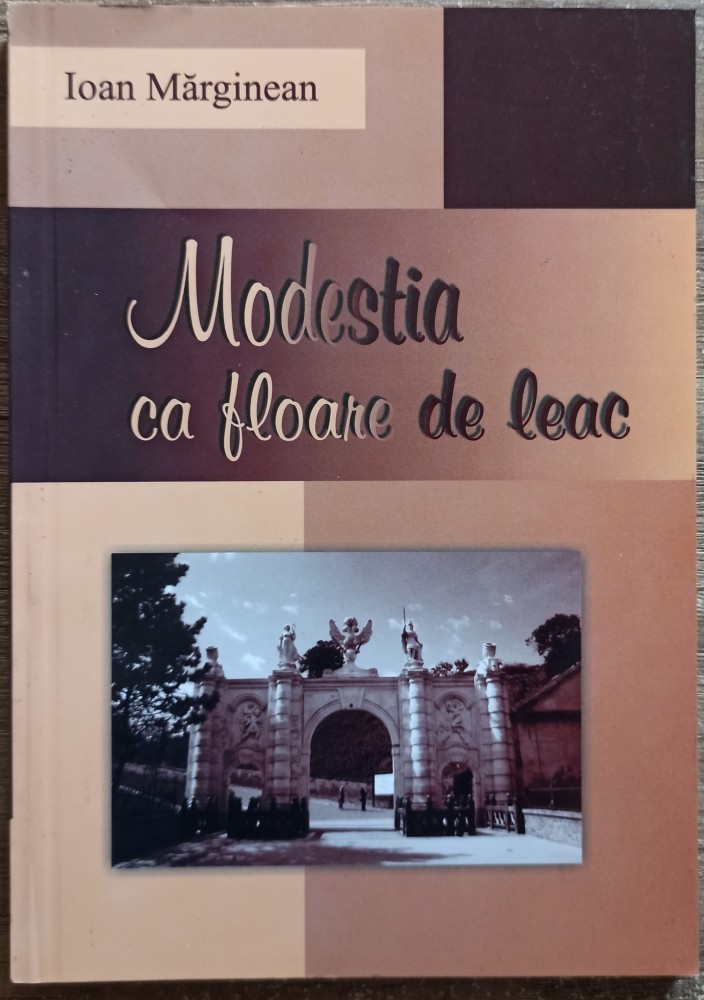 Ioan Mărginean
Modestia
ca floare de leac